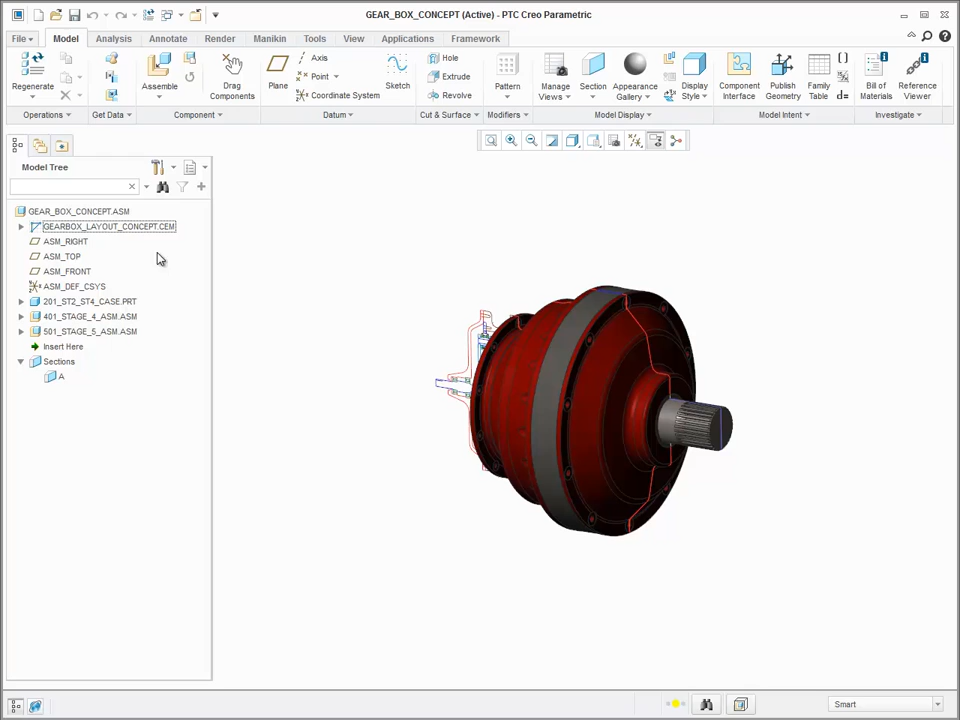 GEAR_BOX_CONCEPT (Active) - PTC Creo Parametric
File Model Analysis Annotate Render Manikin Tools View Applications Framework
Regenerate
Assemble
Drag Components
Plane
Axis
Point
Coordinate System
Sketch
Hole
Extrude
Revolve
Pattern
Manage Views
Section
Appearance Gallery
Display Style
Component Interface
Publish Geometry
Family Table
d=
Bill of Materials
Reference Viewer
Operations Get Data Component Datum Cut & Surface Modifiers Model Display Model Intent Investigate
Model Tree
GEAR_BOX_CONCEPT.ASM
GEARBOX_LAYOUT_CONCEPT.CEM
ASM_RIGHT
ASM_TOP
ASM_FRONT
ASM_DEF_CSYS
201_ST2_ST4_CASE.PRT
401_STAGE_4_ASM.ASM
501_STAGE_5_ASM.ASM
Insert Here
Sections
A
Smart